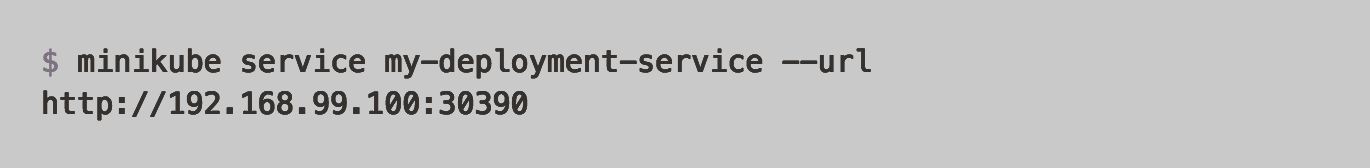 $ minikube service my-deployment-service --url
http://192.168.99.100:30390